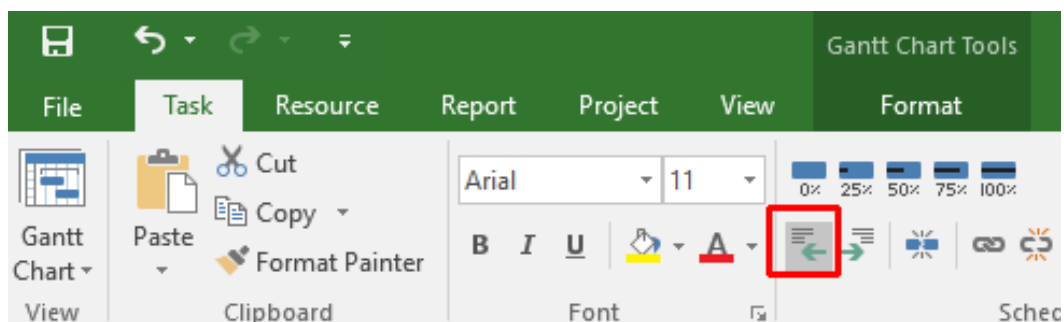 Gantt Chart Tools
File Task Resource Report Project View Format
Cut
Arial 11
0% 25% 50% 75% 100%
Copy
Gantt Chart
Paste
Format Painter
B I U A
View Clipboard Font Sched